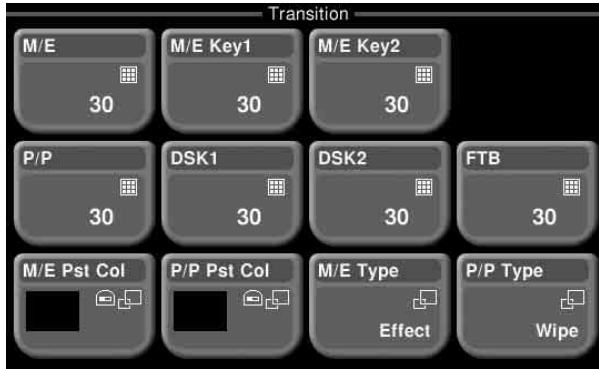 Transition
M/E M/E Key1 M/E Key2
30 30 30
P/P DSK1 DSK2 FTB
30 30 30 30
M/E Pst Col P/P Pst Col M/E Type P/P Type
Effect Wipe